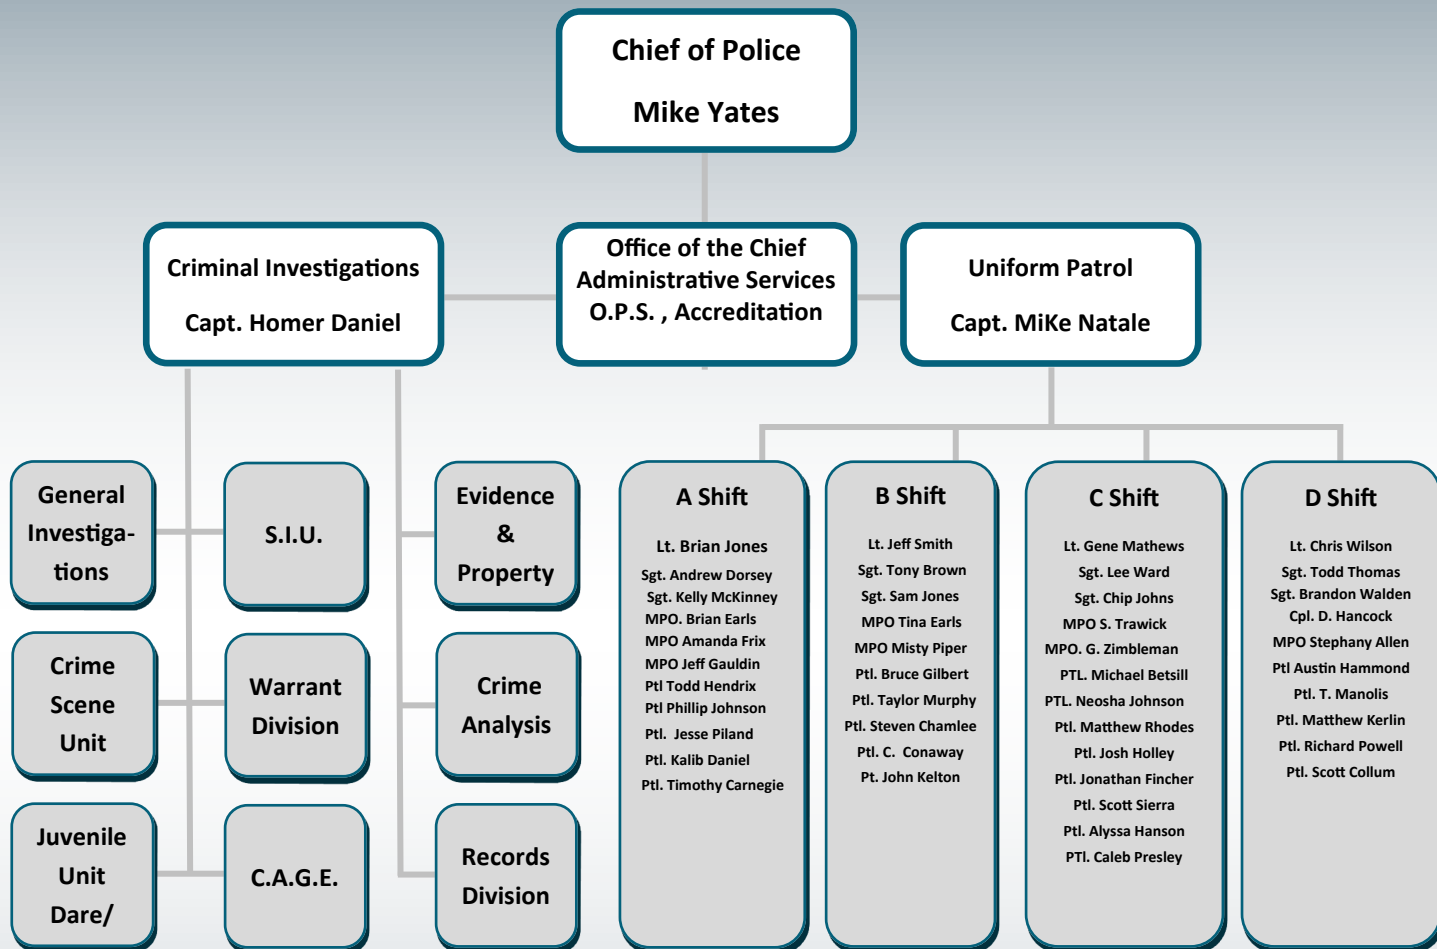 Chief of Police
Mike Yates
Criminal Investigations
Capt. Homer Daniel
Office of the Chief
Administrative Services
O.P.S. , Accreditation
Uniform Patrol
Capt. MiKe Natale
General
Investiga-
tions
S.I.U.
Evidence
&
Property
Crime
Scene
Unit
Warrant
Division
Crime
Analysis
Juvenile
Unit
Dare/
C.A.G.E.
Records
Division
A Shift
Lt. Brian Jones
Sgt. Andrew Dorsey
Sgt. Kelly McKinney
MPO. Brian Earls
MPO Amanda Frix
MPO Jeff Gauldin
Ptl Todd Hendrix
Ptl Phillip Johnson
Ptl. Jesse Piland
Ptl. Kalib Daniel
Ptl. Timothy Carnegie
B Shift
Lt. Jeff Smith
Sgt. Tony Brown
Sgt. Sam Jones
MPO Tina Earls
MPO Misty Piper
Ptl. Bruce Gilbert
Ptl. Taylor Murphy
Ptl. Steven Chamlee
Ptl. C. Conaway
Pt. John Kelton
C Shift
Lt. Gene Mathews
Sgt. Lee Ward
Sgt. Chip Johns
MPO S. Trawick
MPO. G. Zimbleman
PTL. Michael Betsill
PTL. Neosha Johnson
Ptl. Matthew Rhodes
Ptl. Josh Holley
Ptl. Jonathan Fincher
Ptl. Scott Sierra
Ptl. Alyssa Hanson
PTl. Caleb Presley
D Shift
Lt. Chris Wilson
Sgt. Todd Thomas
Sgt. Brandon Walden
Cpl. D. Hancock
MPO Stephany Allen
Ptl Austin Hammond
Ptl. T. Manolis
Ptl. Matthew Kerlin
Ptl. Richard Powell
Ptl. Scott Collum